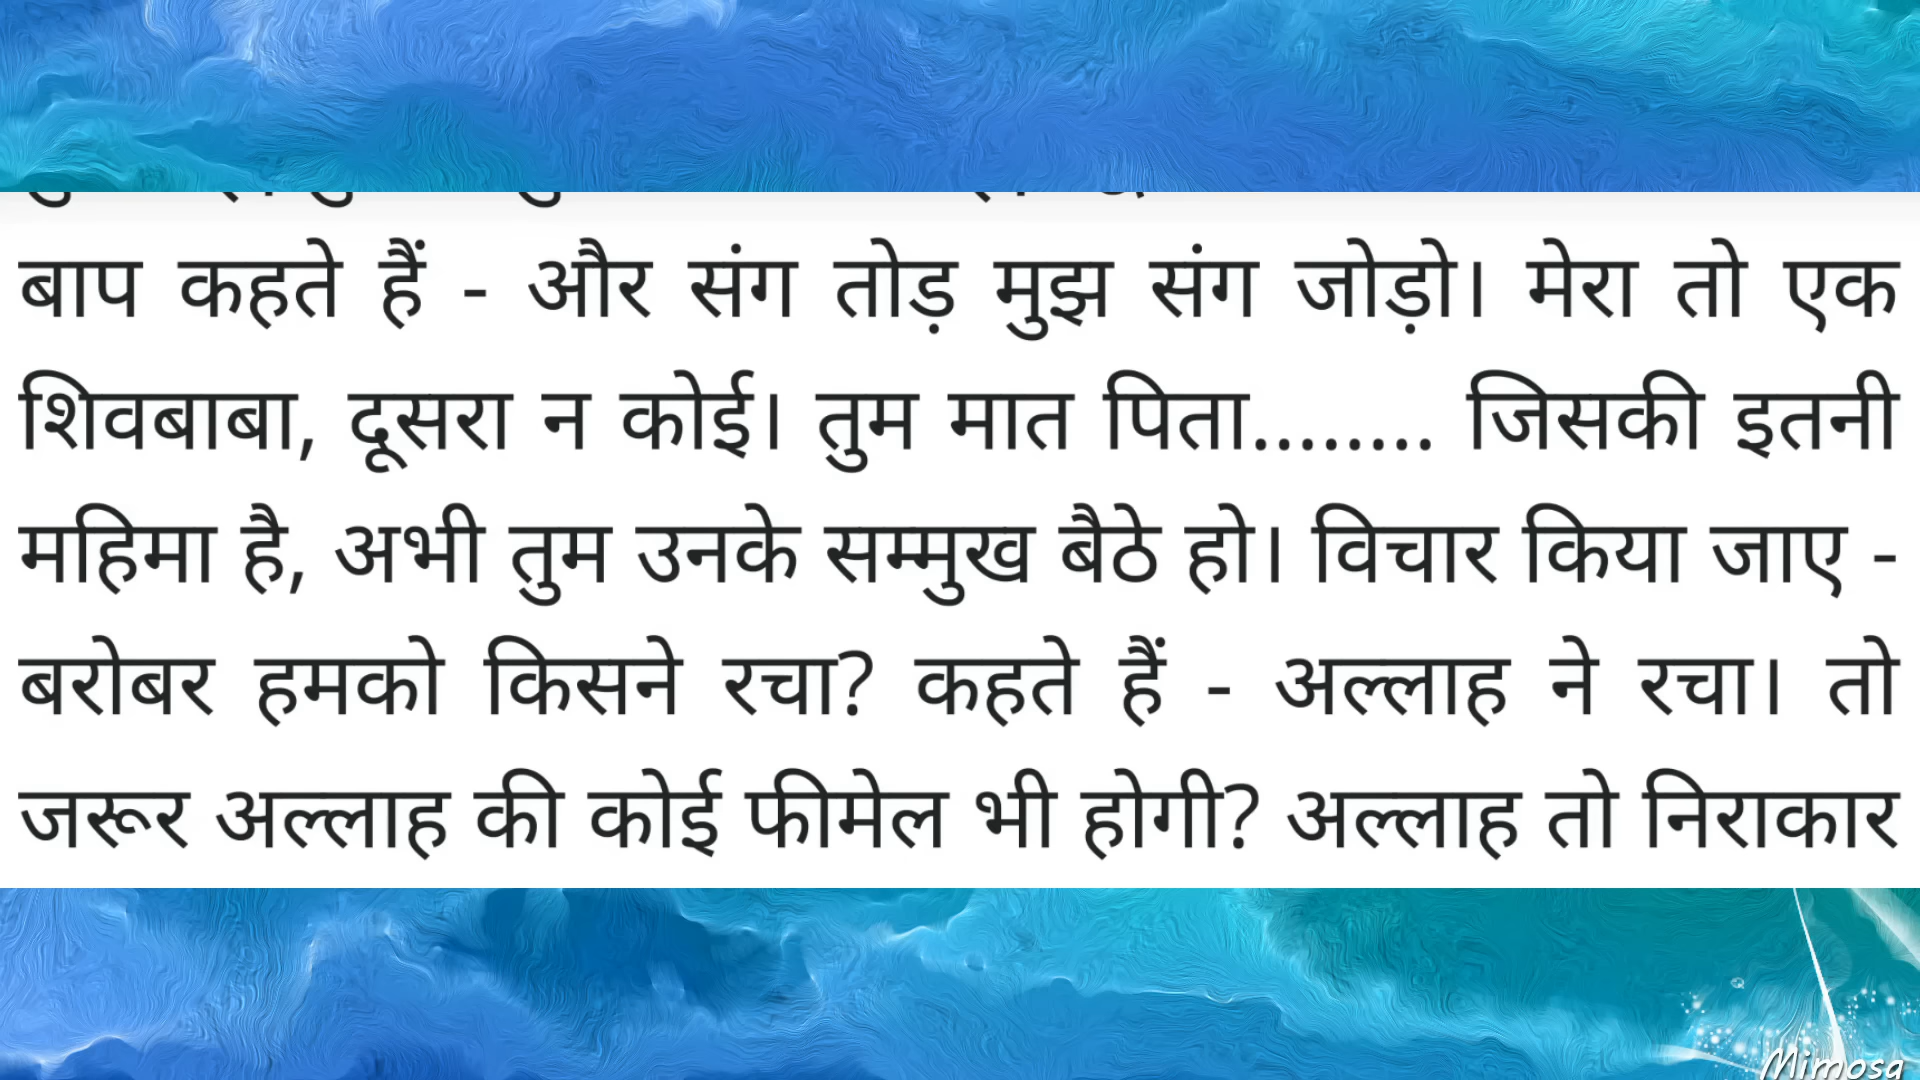 बाप कहते हैं - और संग तोड़ मुझ संग जोड़ो। मेरा तो एक
शिवबाबा, दूसरा न कोई। तुम मात पिता........ जिसकी इतनी
महिमा है, अभी तुम उनके सम्मुख बैठे हो। विचार किया जाए -
बरोबर हमको किसने रचा? कहते हैं - अल्लाह ने रचा। तो
जरूर अल्लाह की कोई फीमेल भी होगी? अल्लाह तो निराकार
Mimosa